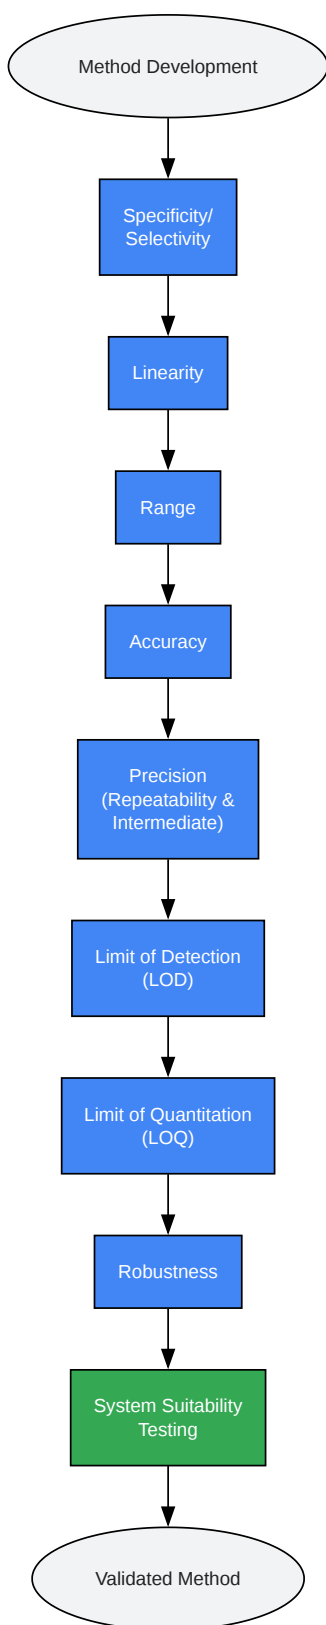 Method Development
Specificity/
Selectivity
Linearity
Range
Accuracy
Precision
(Repeatability &
Intermediate)
Limit of Detection
(LOD)
Limit of Quantitation
(LOQ)
Robustness
System Suitability
Testing
Validated Method